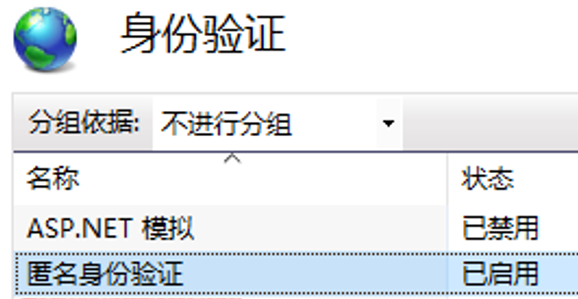 身份验证
分组依据: 不进行分组
名称 状态
ASP.NET 模拟 已禁用
匿名身份验证 已启用